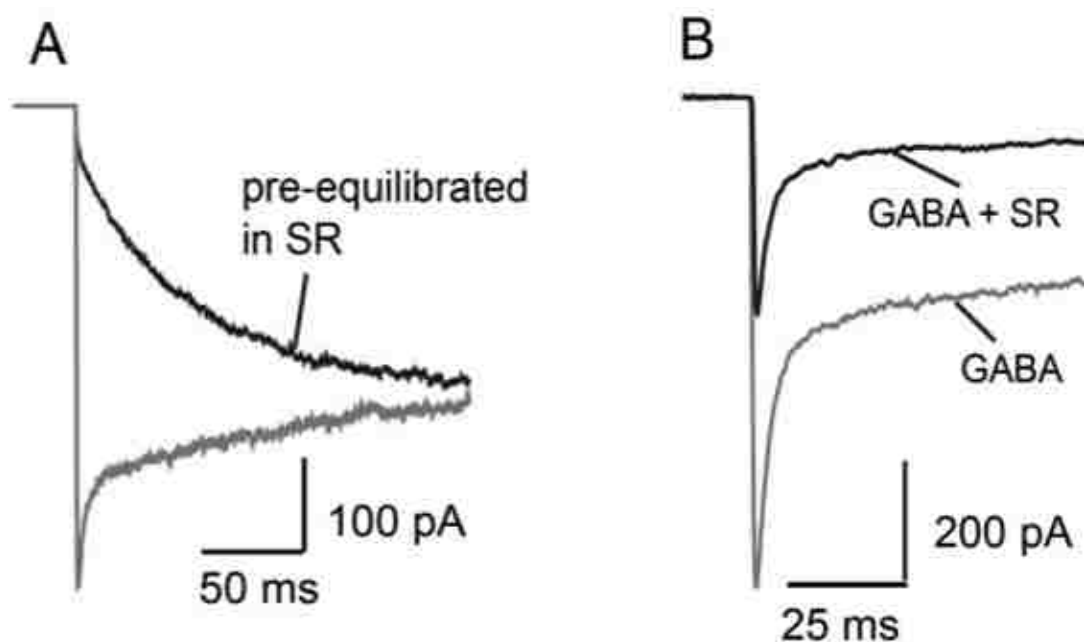 A
B
pre-equilibrated
in SR
GABA + SR
GABA
100 pA
50 ms
200 pA
25 ms